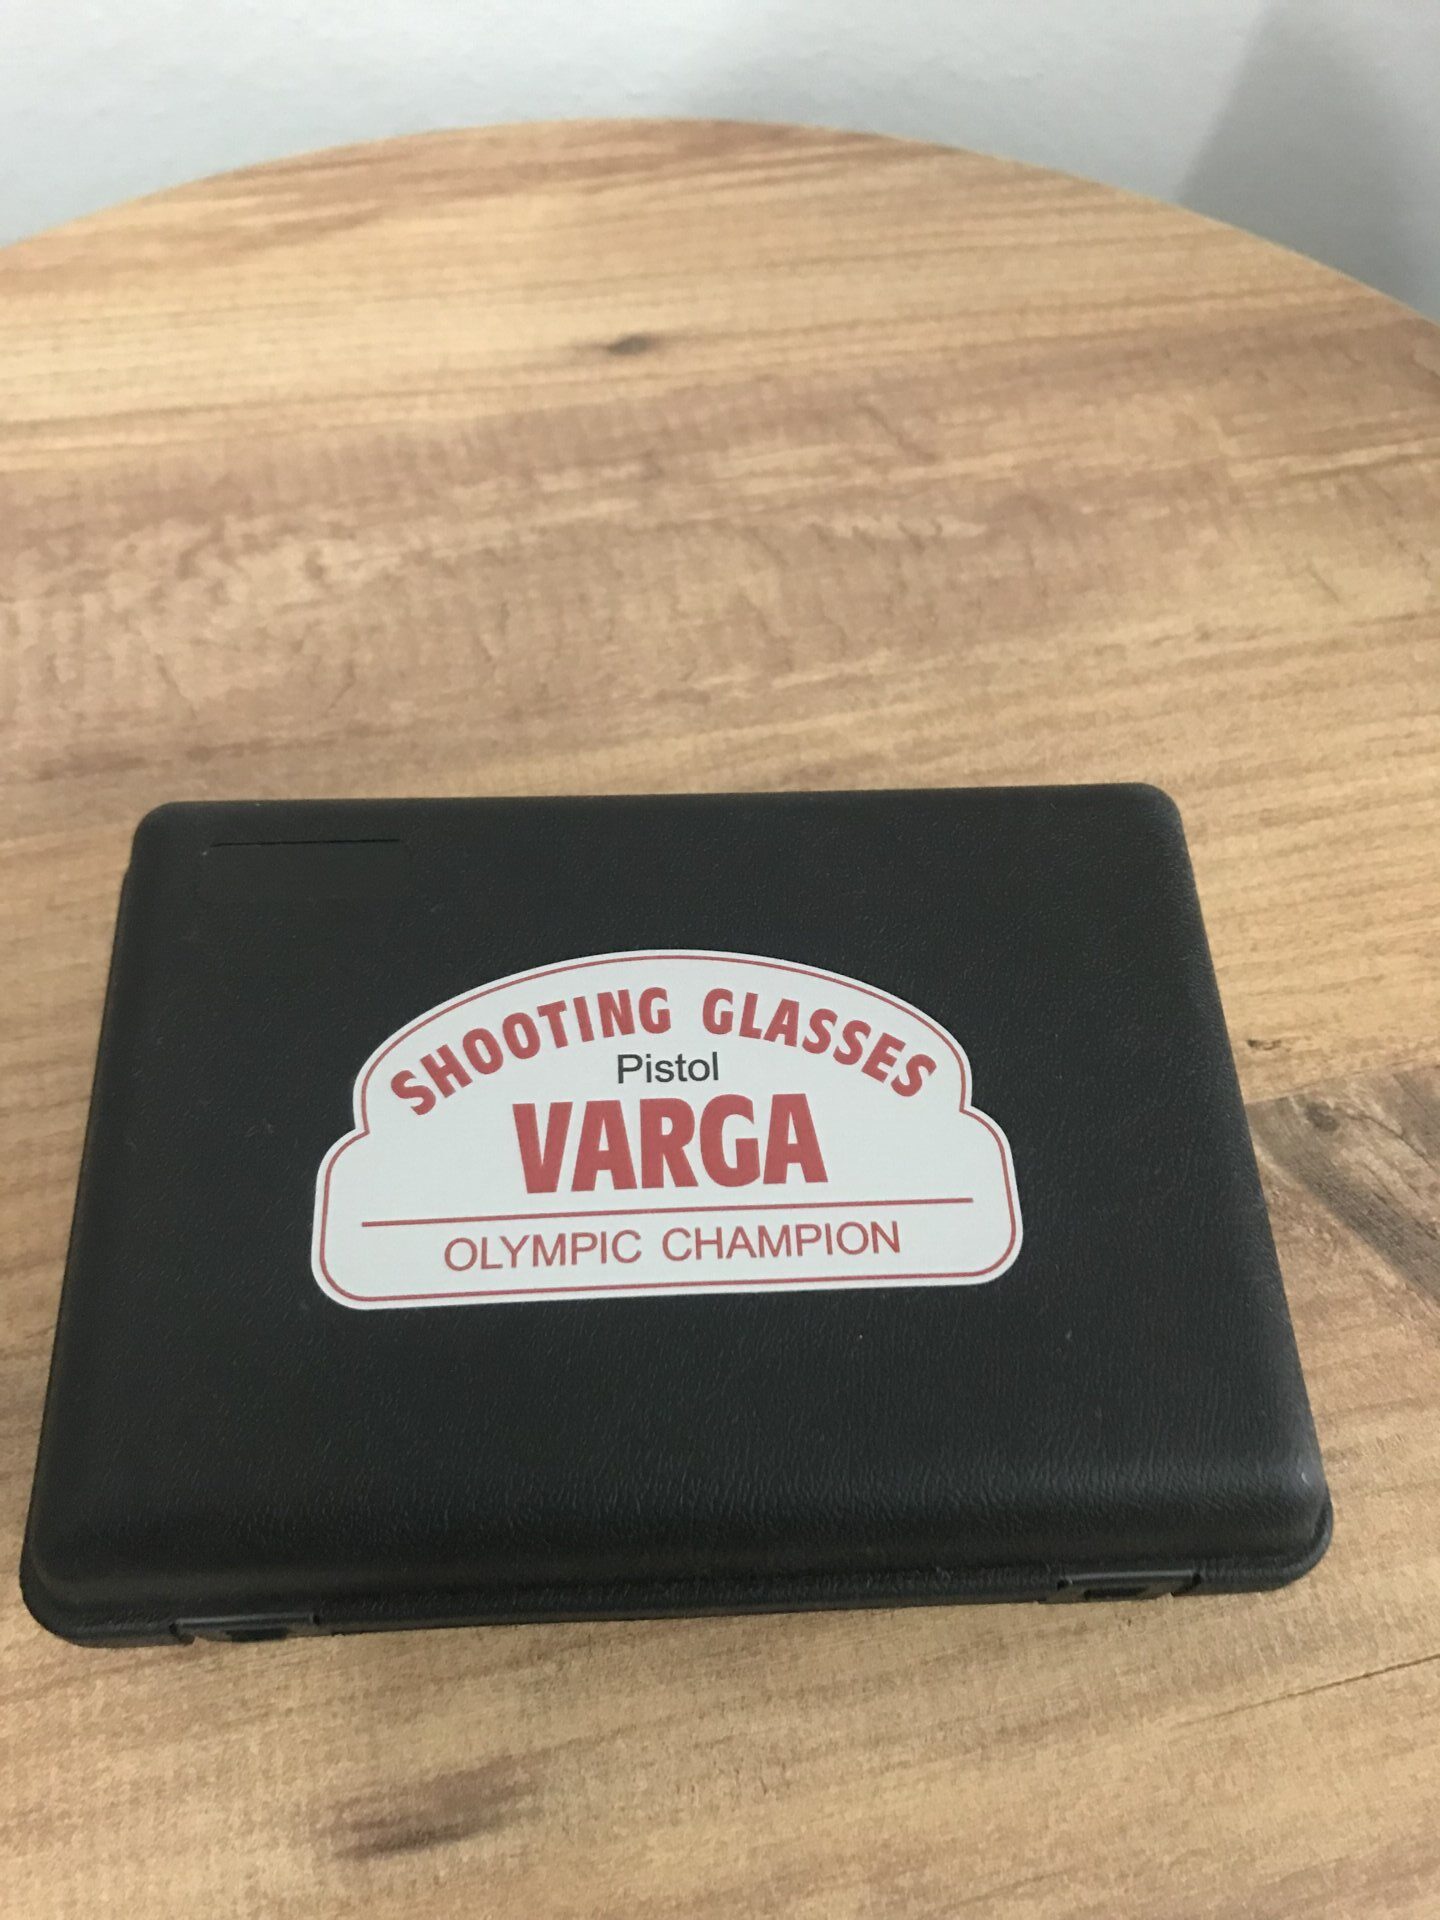 SHOOTING GLASSES
Pistol
VARGA
OLYMPIC CHAMPION